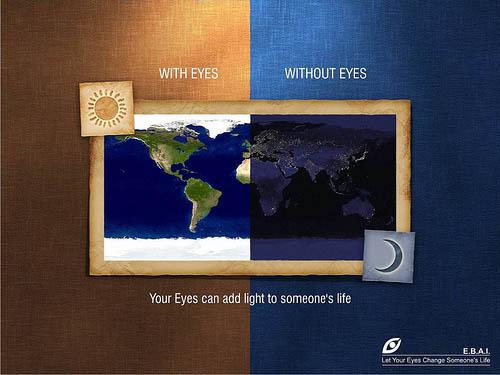 WITH EYES
WITHOUT EYES
Your Eyes can add light to someone's life
E.B.A.I.
Let Your Eyes Change Someone's Life